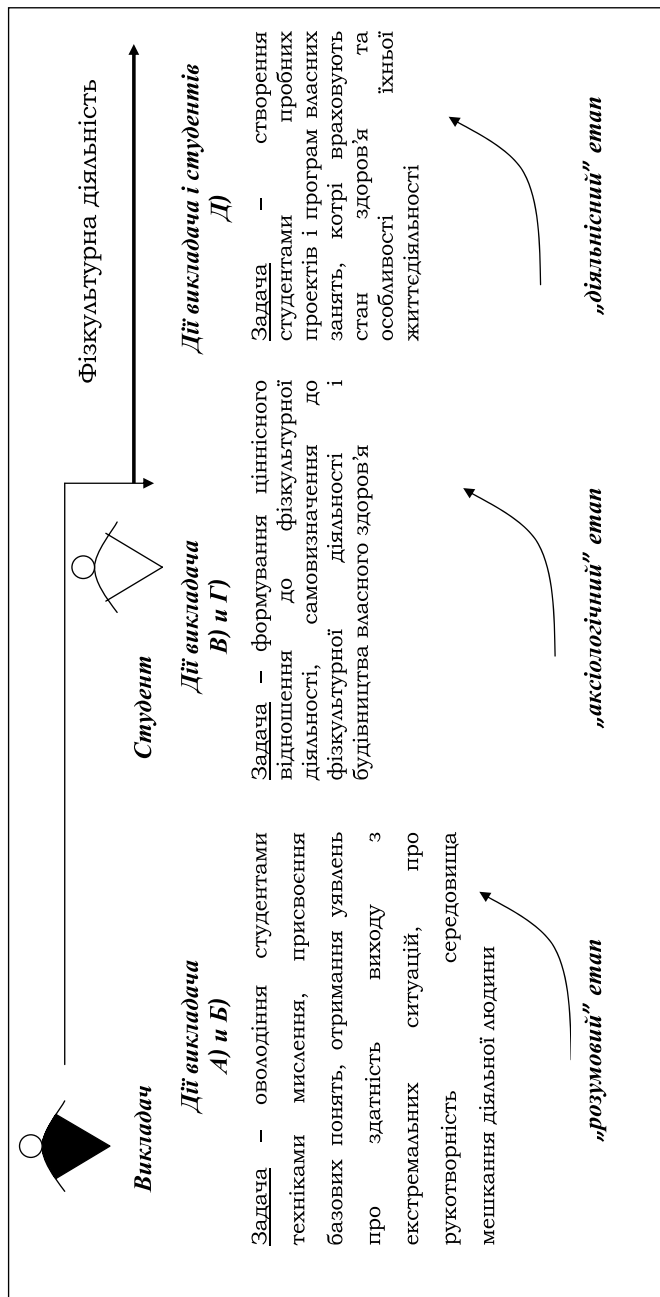 Фізкультурна діяльність
Викладач
Студент
Дії викладача
А) и Б)
Задача – оволодіння студентами
техніками мислення, присвоєння
базових понять, отримання уявлень
про здатність виходу з
екстремальних ситуацій, про
рукотворність середовища
мешкання діяльної людини
„розумовий" етап
Дії викладача
В) и Г)
Задача – формування ціннісного
відношення до фізкультурної
діяльності, самовизначення до
фізкультурної діяльності і
будівництва власного здоров'я
„аксіологічний" етап
Дії викладача і студентів
Д)
Задача – створення
студентами пробних
проектів і програм власних
занять, котрі враховують
стан здоров'я та
особливості їхньої
життєдіяльності
„діяльнісний" етап